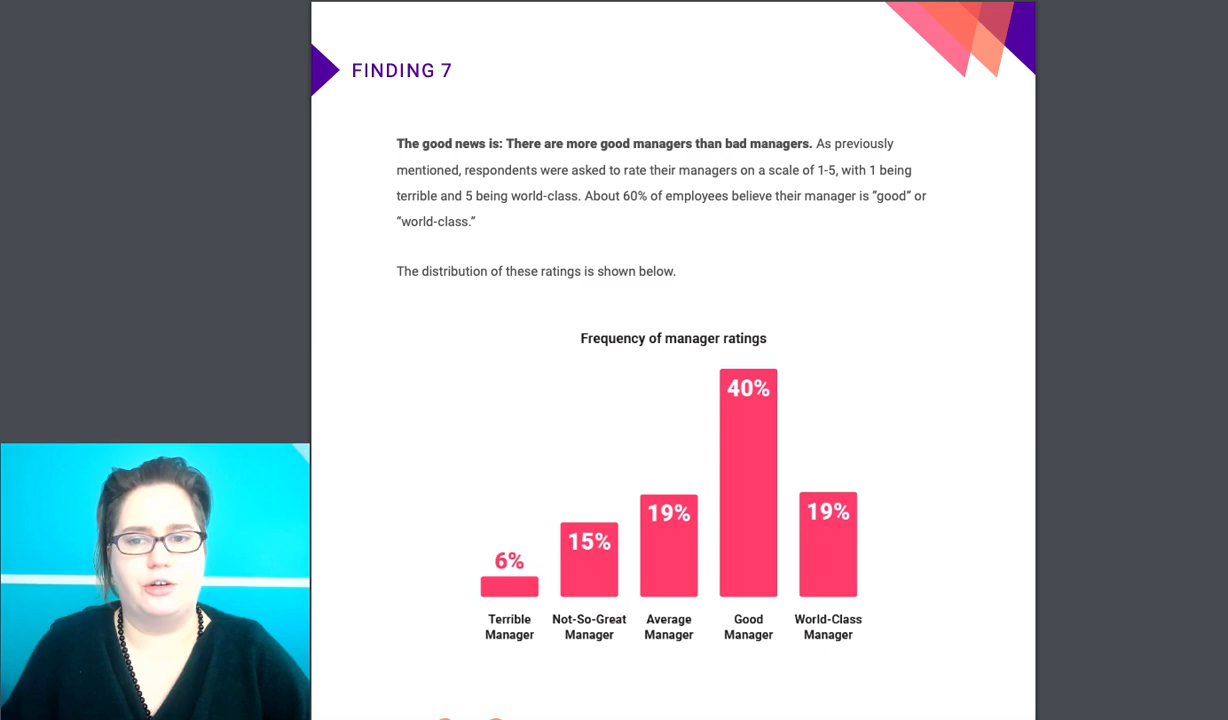 FINDING 7
The good news is: There are more good managers than bad managers. As previously
mentioned, respondents were asked to rate their managers on a scale of 1-5, with 1 being
terrible and 5 being world-class. About 60% of employees believe their manager is “good” or
“world-class.”
The distribution of these ratings is shown below.
Frequency of manager ratings
40%
19%
19%
15%
6%
Terrible Manager
Not-So-Great Manager
Average Manager
Good Manager
World-Class Manager